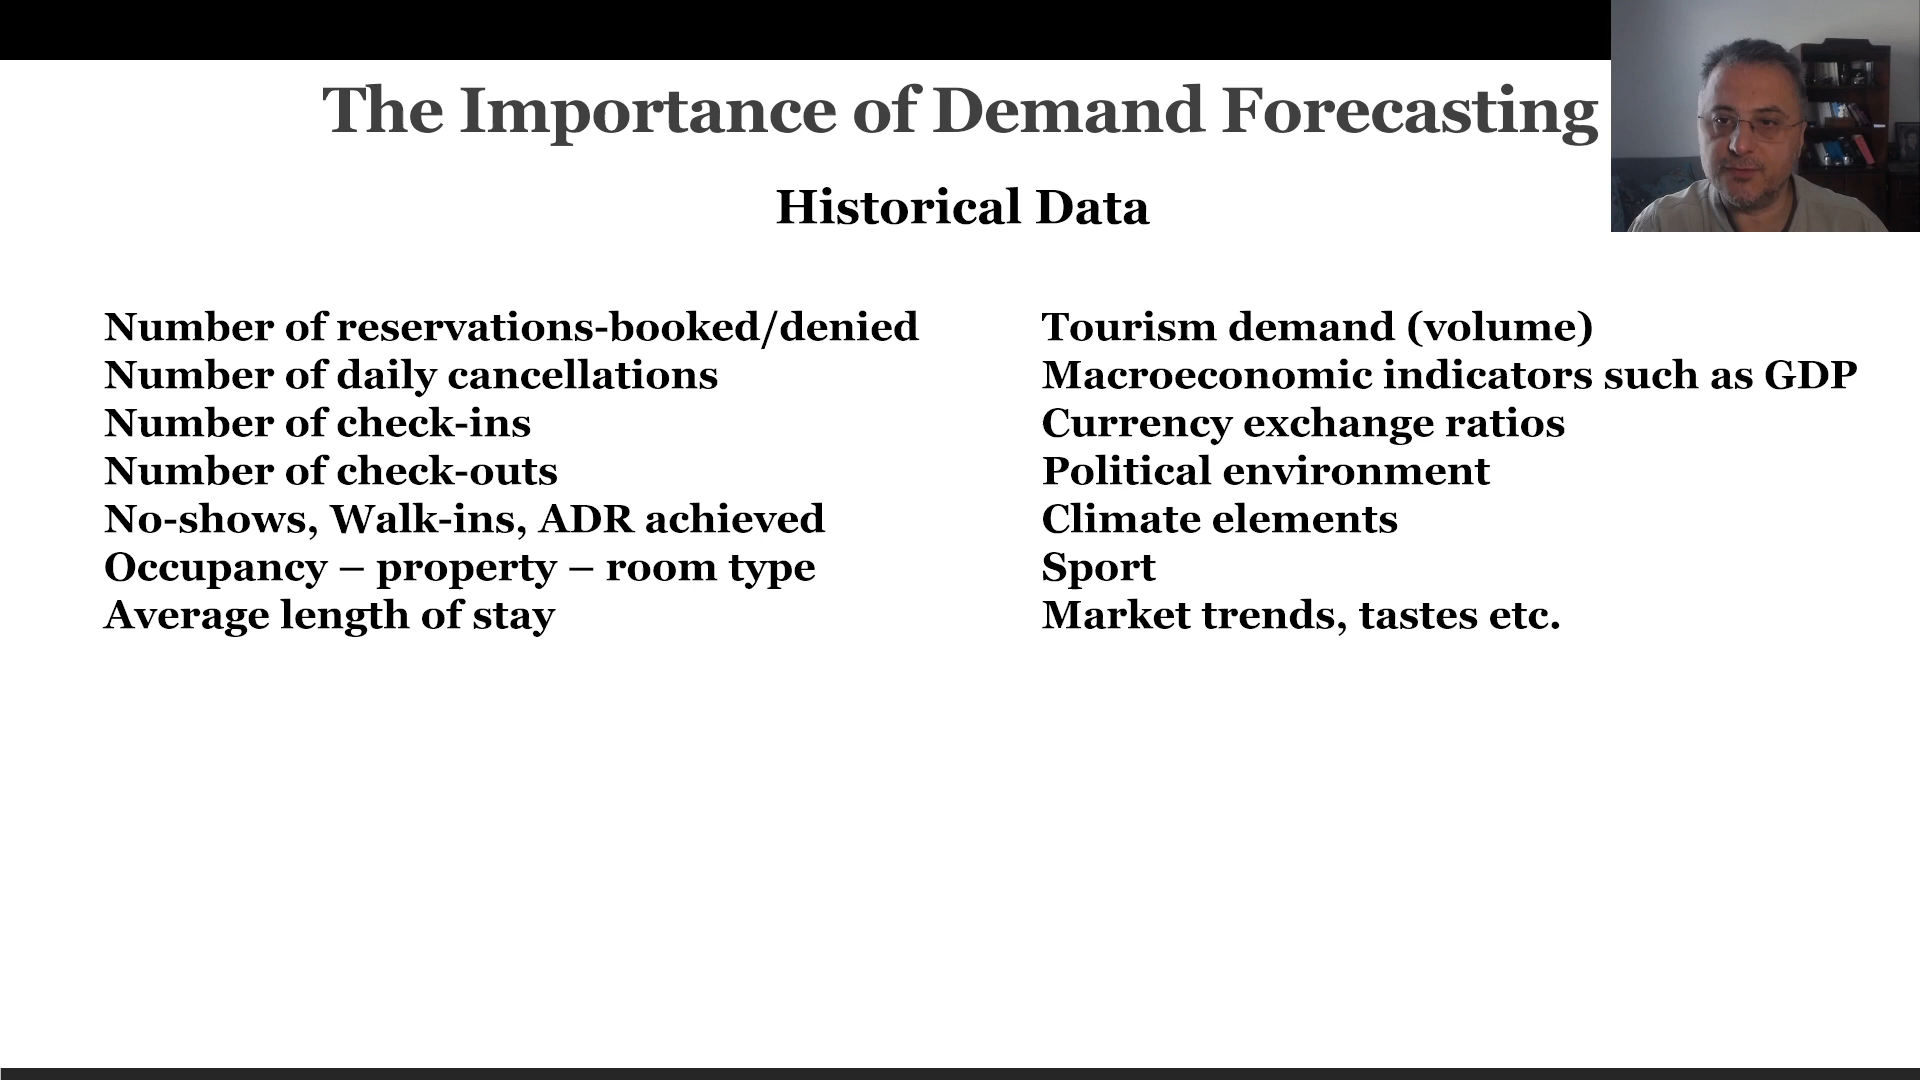 The Importance of Demand Forecasting
Historical Data
Number of reservations-booked/denied
Number of daily cancellations
Number of check-ins
Number of check-outs
No-shows, Walk-ins, ADR achieved
Occupancy – property – room type
Average length of stay
Tourism demand (volume)
Macroeconomic indicators such as GDP
Currency exchange ratios
Political environment
Climate elements
Sport
Market trends, tastes etc.